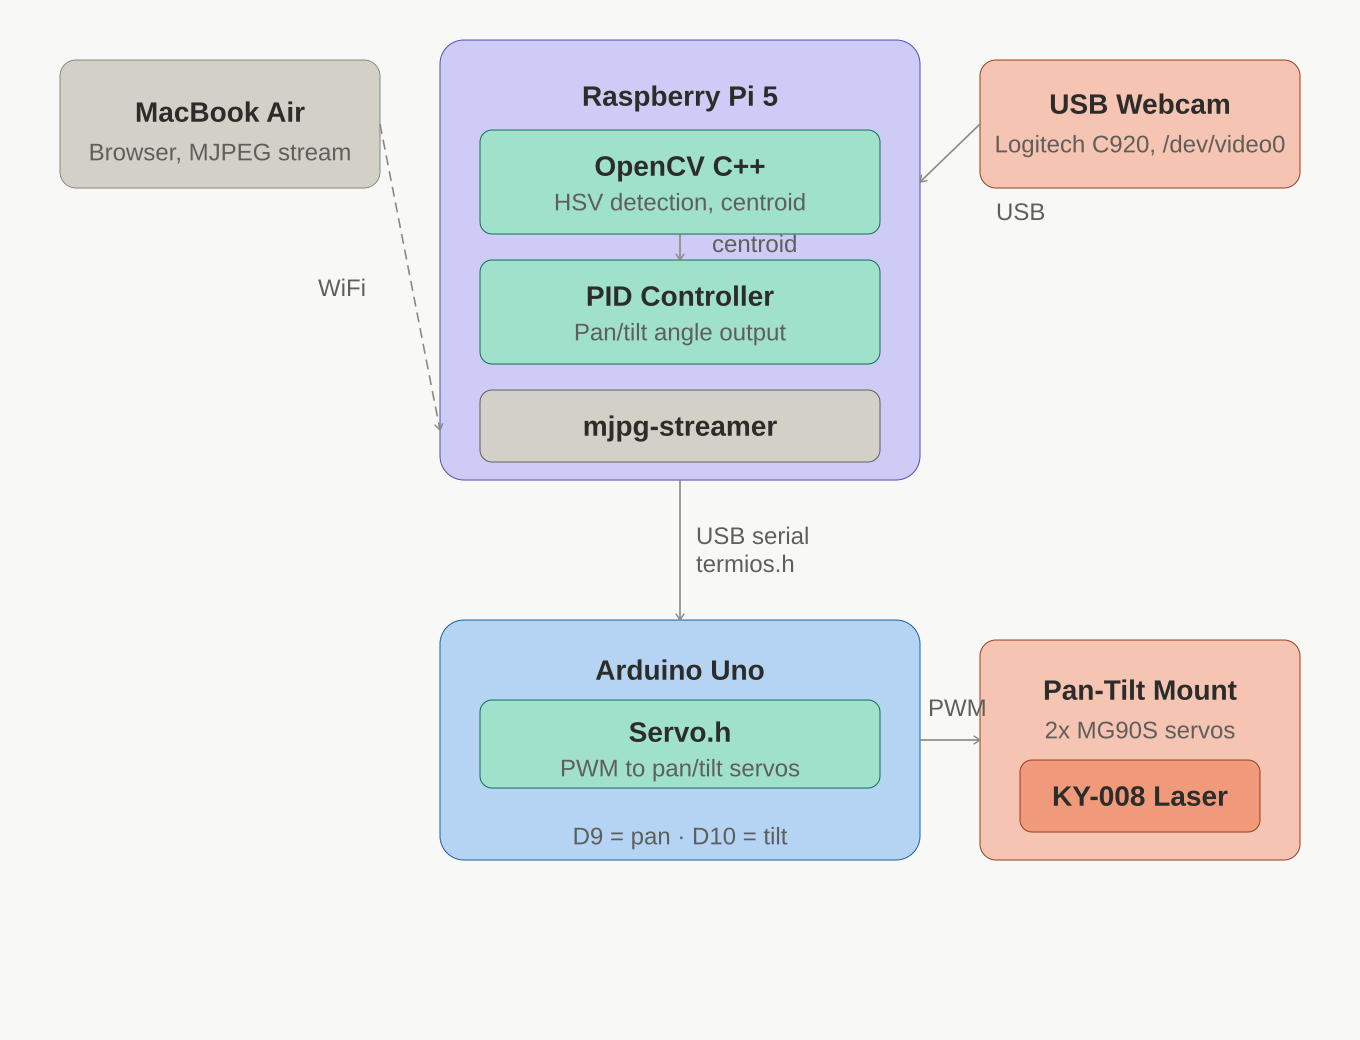 MacBook Air
Browser, MJPEG stream
WiFi
Raspberry Pi 5
OpenCV C++
HSV detection, centroid
centroid
PID Controller
Pan/tilt angle output
mjpg-streamer
USB Webcam
Logitech C920, /dev/video0
USB
USB serial
termios.h
Arduino Uno
Servo.h
PWM to pan/tilt servos
D9 = pan · D10 = tilt
PWM
Pan-Tilt Mount
2x MG90S servos
KY-008 Laser